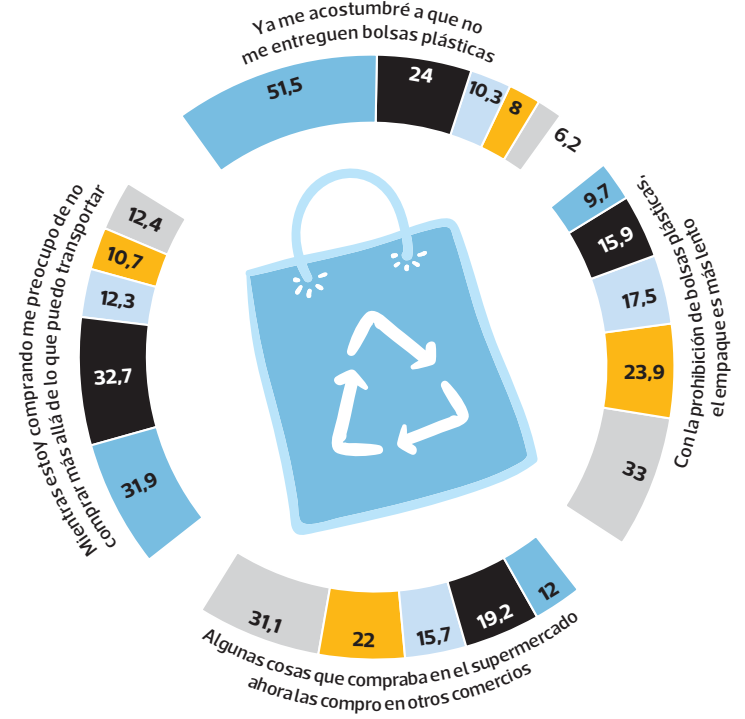 Ya me acostumbré a que no
me entreguen bolsas plásticas
51,5
24
10,3
8
6,2
Con la prohibición de bolsas plásticas,
el empaque es más lento
9,7
15,9
17,5
23,9
33
Algunas cosas que compraba en el supermercado
ahora las compro en otros comercios
12
19,2
15,7
22
31,1
Mientras estoy comprando me preocupo de no
comprar más allá de lo que puedo transportar
31,9
32,7
12,3
10,7
12,4